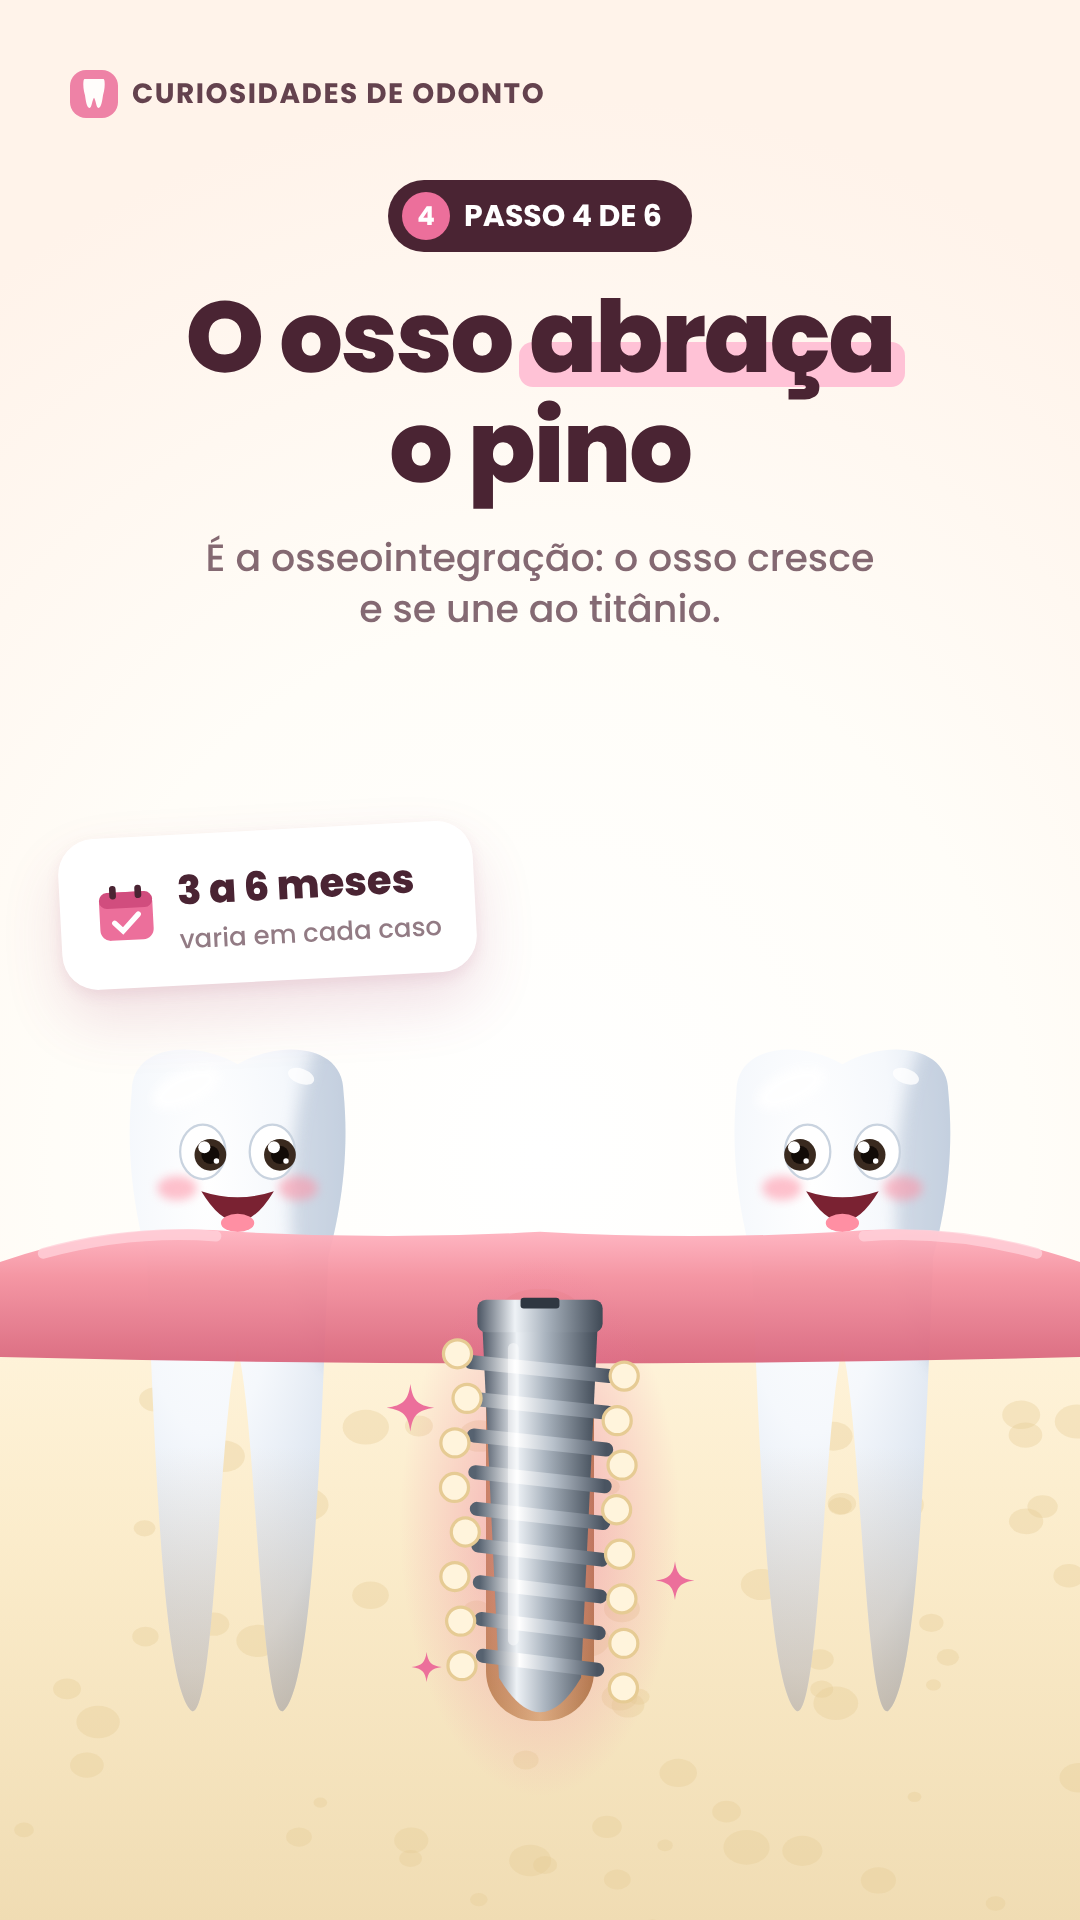 CURIOSIDADES DE ODONTO
4 PASSO 4 DE 6
O osso abraça
o pino
É a osseointegração: o osso cresce
e se une ao titânio.
3 a 6 meses
varia em cada caso